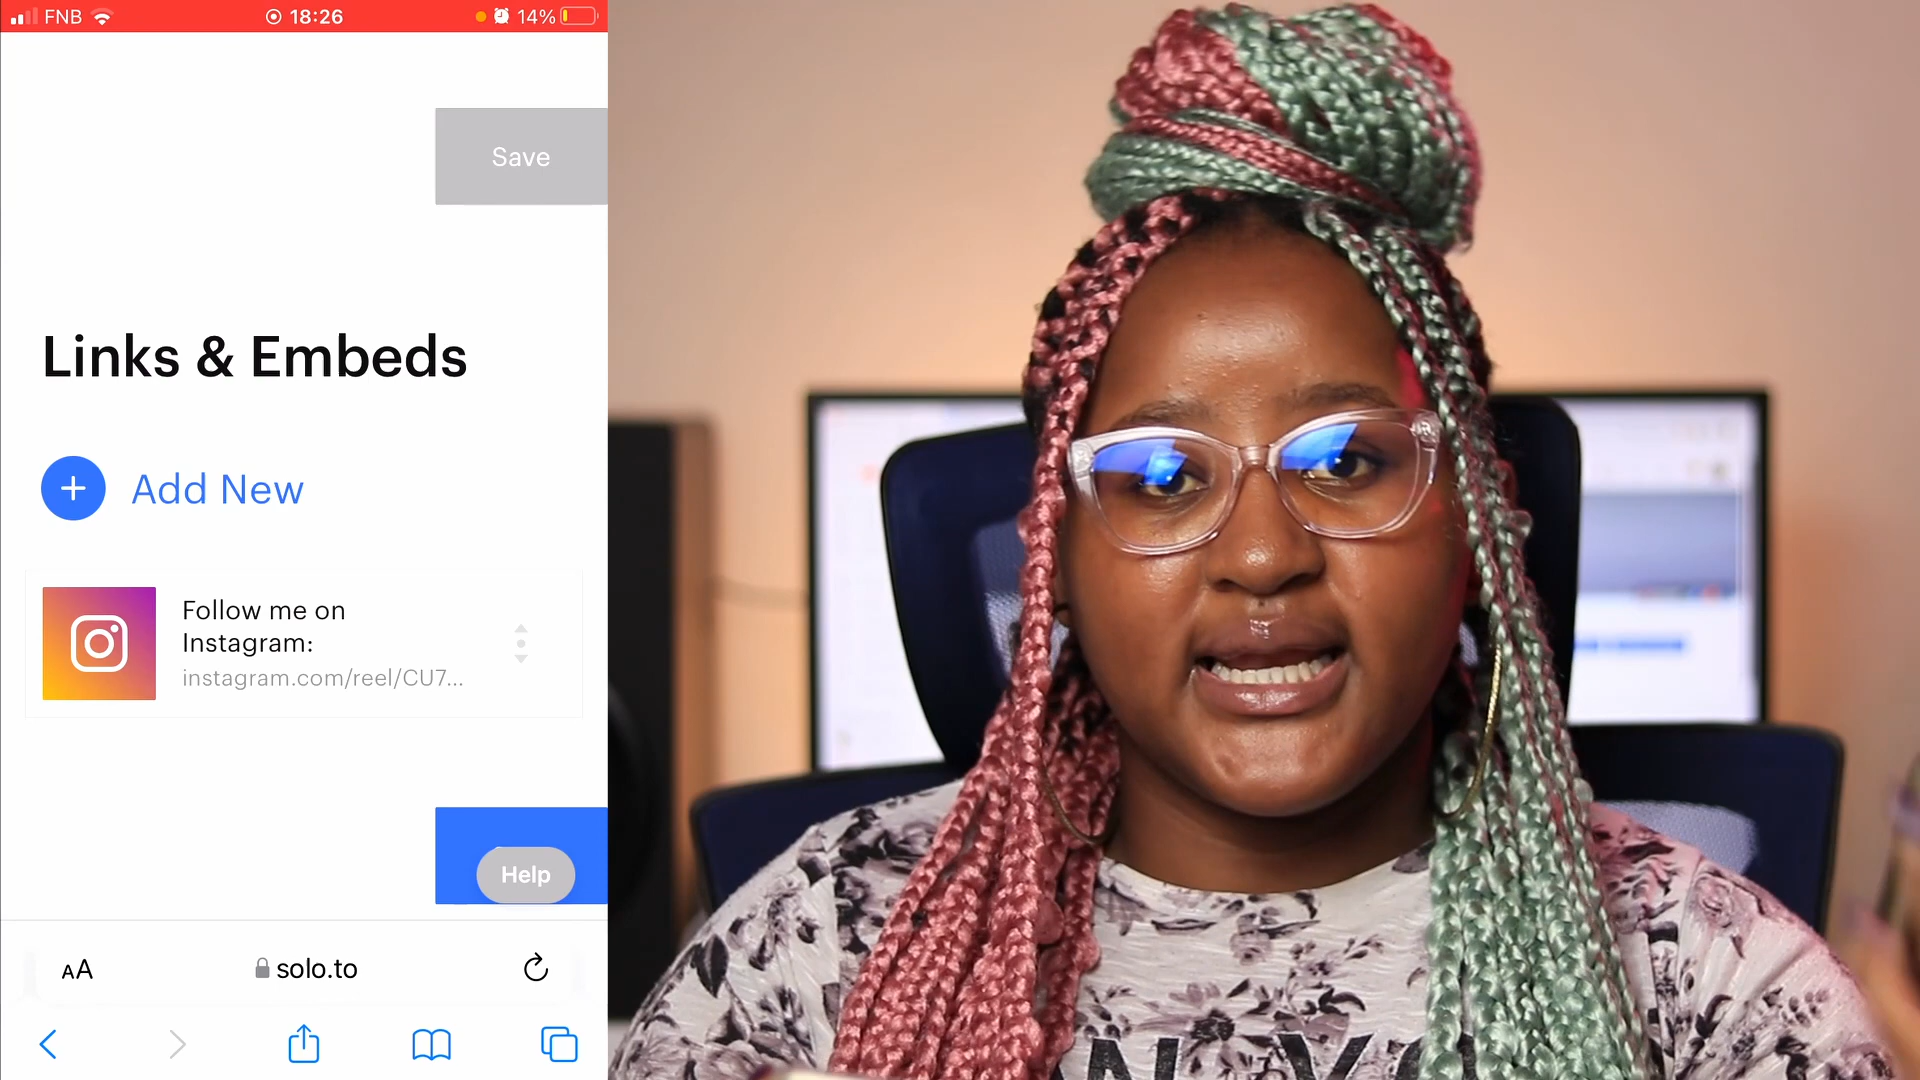 FNB 18:26 14%
Save
Links & Embeds
Add New
Follow me on
Instagram:
instagram.com/reel/CU7...
Help
AA solo.to